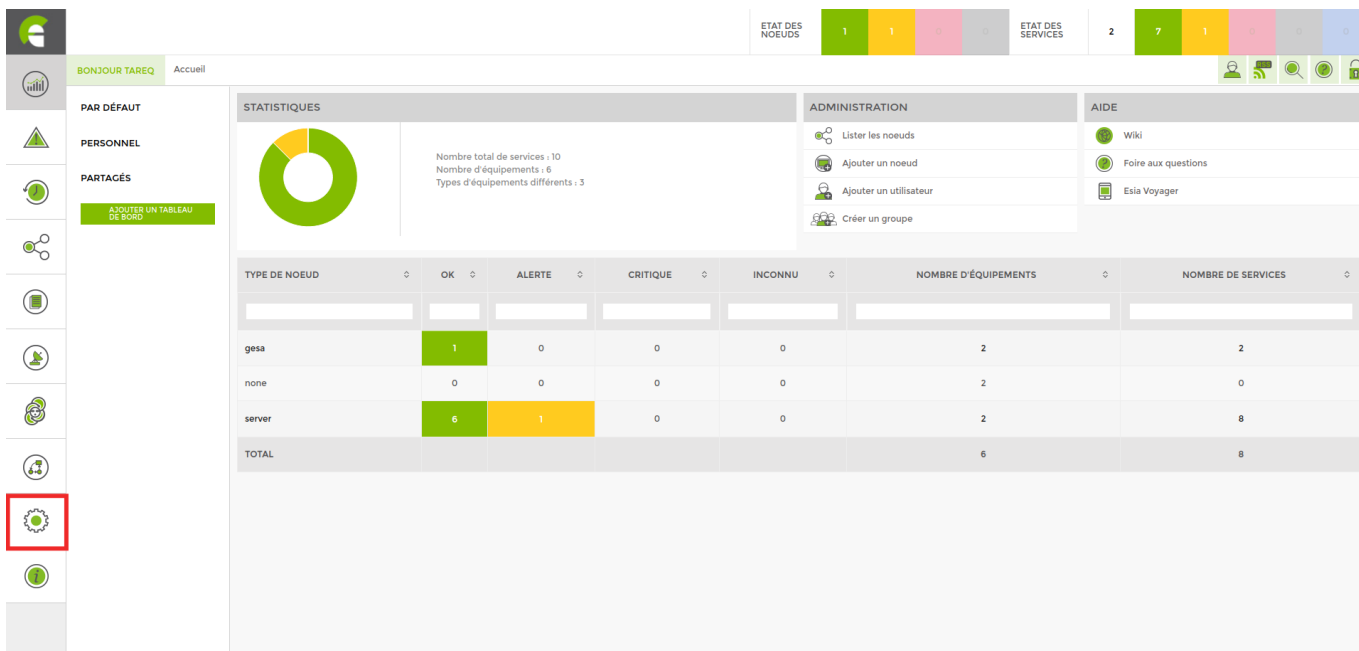 ETAT DES
NOEUDS
1 1 0 0
ETAT DES
SERVICES
2 7 1 0 0 0
BONJOUR TAREQ Accueil
PAR DÉFAUT
PERSONNEL
PARTAGÉS
AJOUTER UN TABLEAU
DE BORD
STATISTIQUES
Nombre total de services : 10
Nombre d'équipements : 6
Types d'équipements différents : 3
ADMINISTRATION
Lister les noeuds
Ajouter un noeud
Ajouter un utilisateur
Créer un groupe
AIDE
Wiki
Foire aux questions
Esia Voyager
TYPE DE NOEUD OK ALERTE CRITIQUE INCONNU NOMBRE D'ÉQUIPEMENTS NOMBRE DE SERVICES
gesa 1 0 0 0 2 2
none 0 0 0 0 2 0
server 6 1 0 0 2 8
TOTAL 6 8